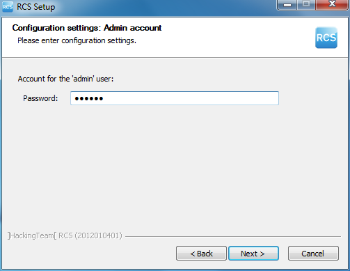 RCS Setup
Configuration settings: Admin account
Please enter configuration settings.
RCS
Account for the 'admin' user:
Password: ••••••
]HackingTeam[ RCS (2012010401)
< Back Next > Cancel